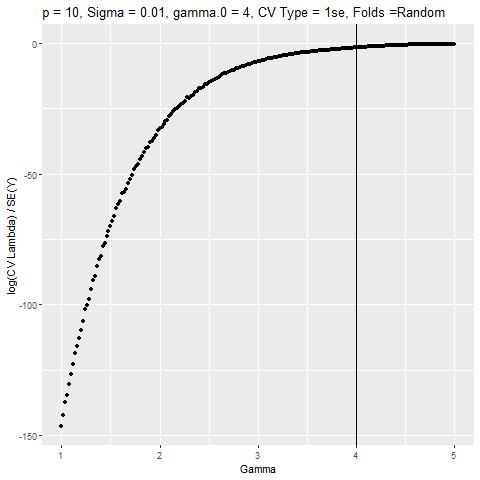 p = 10, Sigma = 0.01, gamma.0 = 4, CV Type = 1se, Folds =Random
log(CV Lambda) / SE(Y)
0
-50
-100
-150
1 2 3 4 5
Gamma